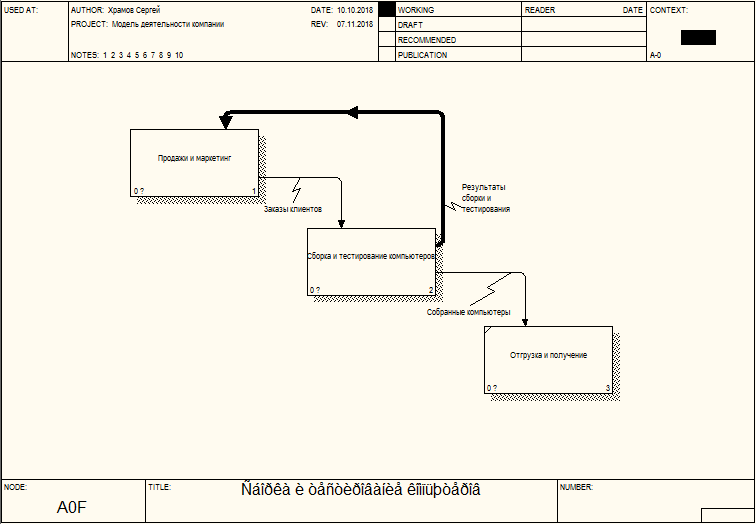 USED AT:
AUTHOR: Храмов Сергей
DATE: 10.10.2018
PROJECT: Модель деятельности компании
REV: 07.11.2018
NOTES: 1 2 3 4 5 6 7 8 9 10
WORKING
DRAFT
RECOMMENDED
PUBLICATION
READER DATE
CONTEXT:
A-0
Продажи и маркетинг
0 ? 1
Заказы клиентов
Результаты
сборки и
тестирования
Сборка и тестирование компьютеров
0 ? 2
Собранные компьютеры
Отгрузка и получение
0 ? 3
NODE:
A0F
TITLE:
Ñáîðêà è òåñòèðîâàíèå êîìïüþòåðîâ
NUMBER: